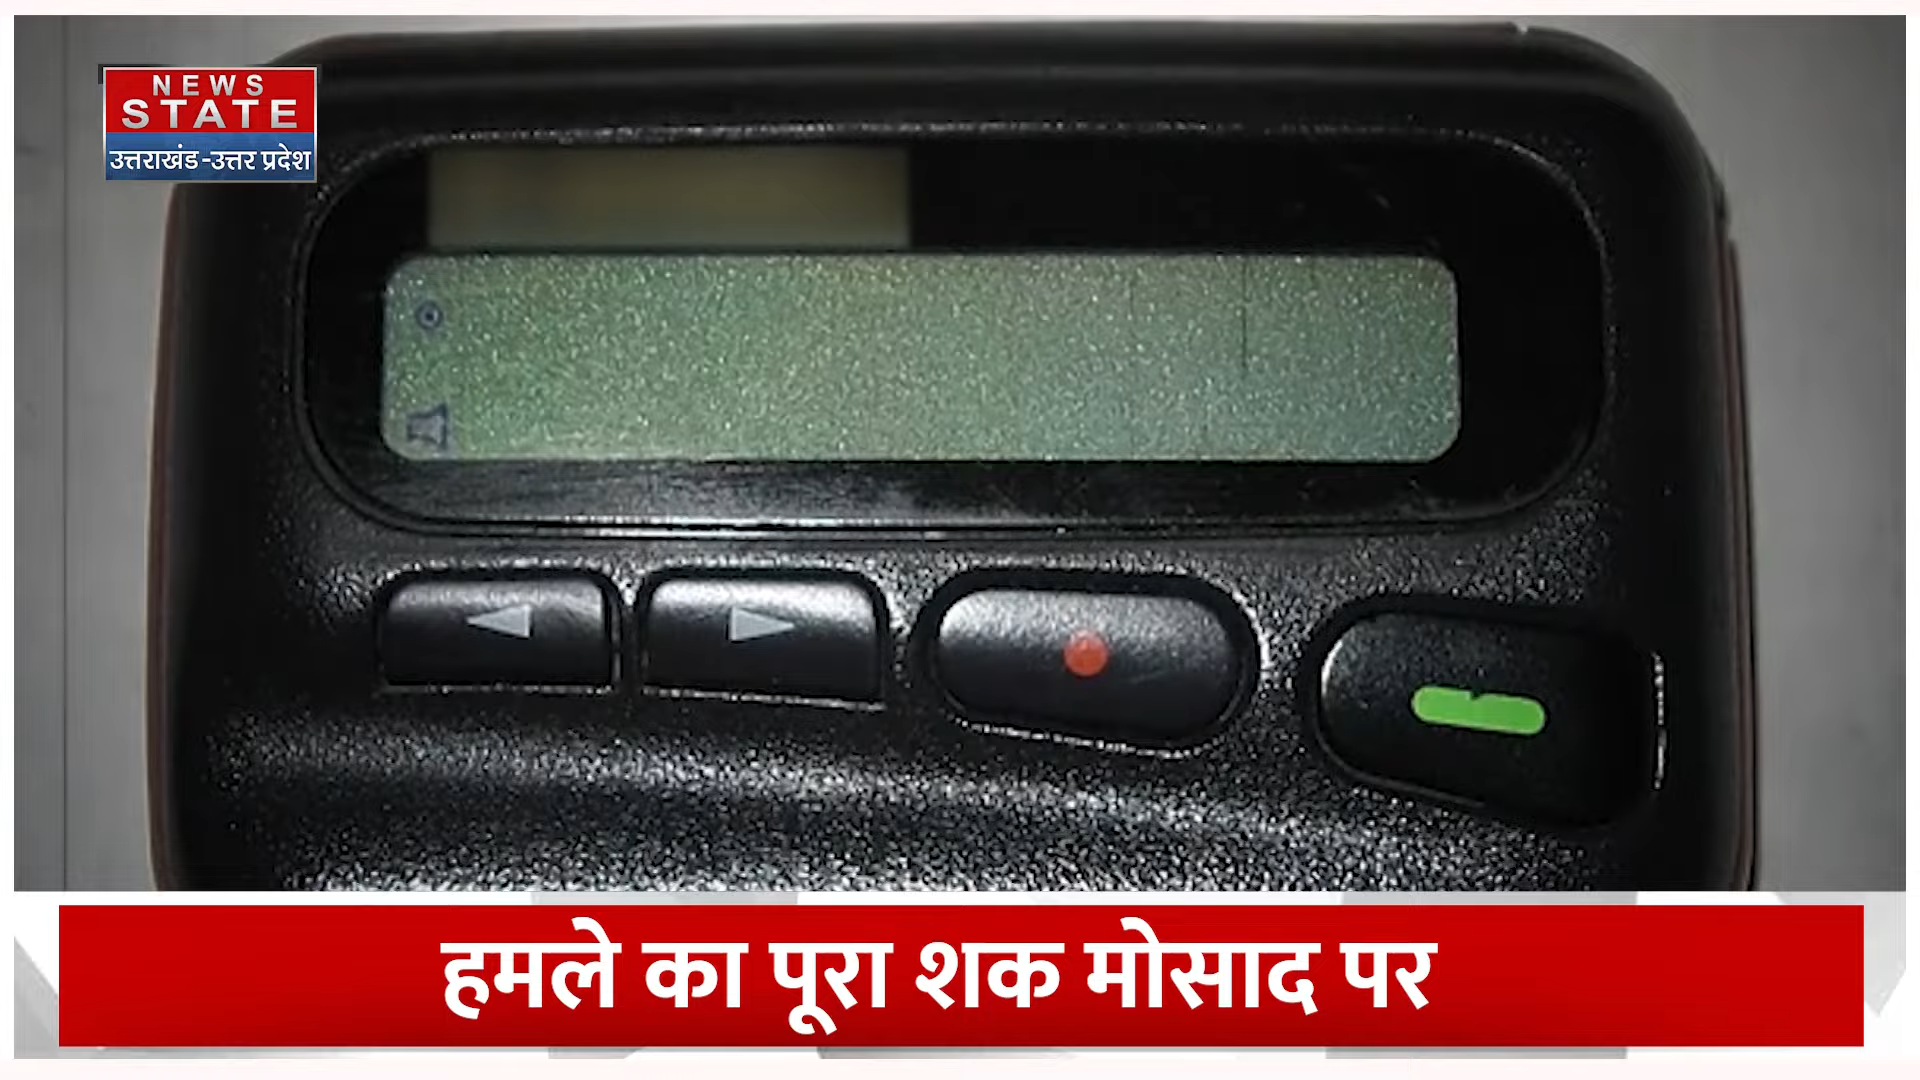 NEWS
STATE
उत्तराखंड-उत्तर प्रदेश
हमले का पूरा शक मोसाद पर